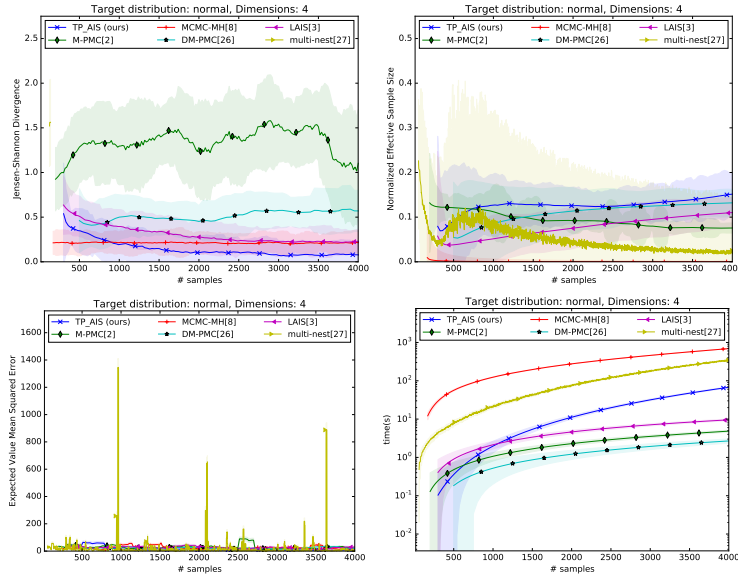 Target distribution: normal, Dimensions: 4
TP_AIS (ours) MCMC-MH[8] LAIS[3]
M-PMC[2] DM-PMC[26] multi-nest[27]
Jensen-Shannon Divergence
2.5
2.0
1.5
1.0
0.5
0.0
500 1000 1500 2000 2500 3000 3500 4000
# samples
Target distribution: normal, Dimensions: 4
TP_AIS (ours) MCMC-MH[8] LAIS[3]
M-PMC[2] DM-PMC[26] multi-nest[27]
Normalized Effective Sample Size
0.5
0.4
0.3
0.2
0.1
0.0
500 1000 1500 2000 2500 3000 3500 4000
# samples
Target distribution: normal, Dimensions: 4
TP_AIS (ours) MCMC-MH[8] LAIS[3]
M-PMC[2] DM-PMC[26] multi-nest[27]
Expected Value Mean Squared Error
1600
1400
1200
1000
800
600
400
200
0
500 1000 1500 2000 2500 3000 3500 4000
# samples
Target distribution: normal, Dimensions: 4
TP_AIS (ours) MCMC-MH[8] LAIS[3]
M-PMC[2] DM-PMC[26] multi-nest[27]
time(s)
10³
10²
10¹
10⁰
10⁻¹
10⁻²
0 500 1000 1500 2000 2500 3000 3500 4000
# samples